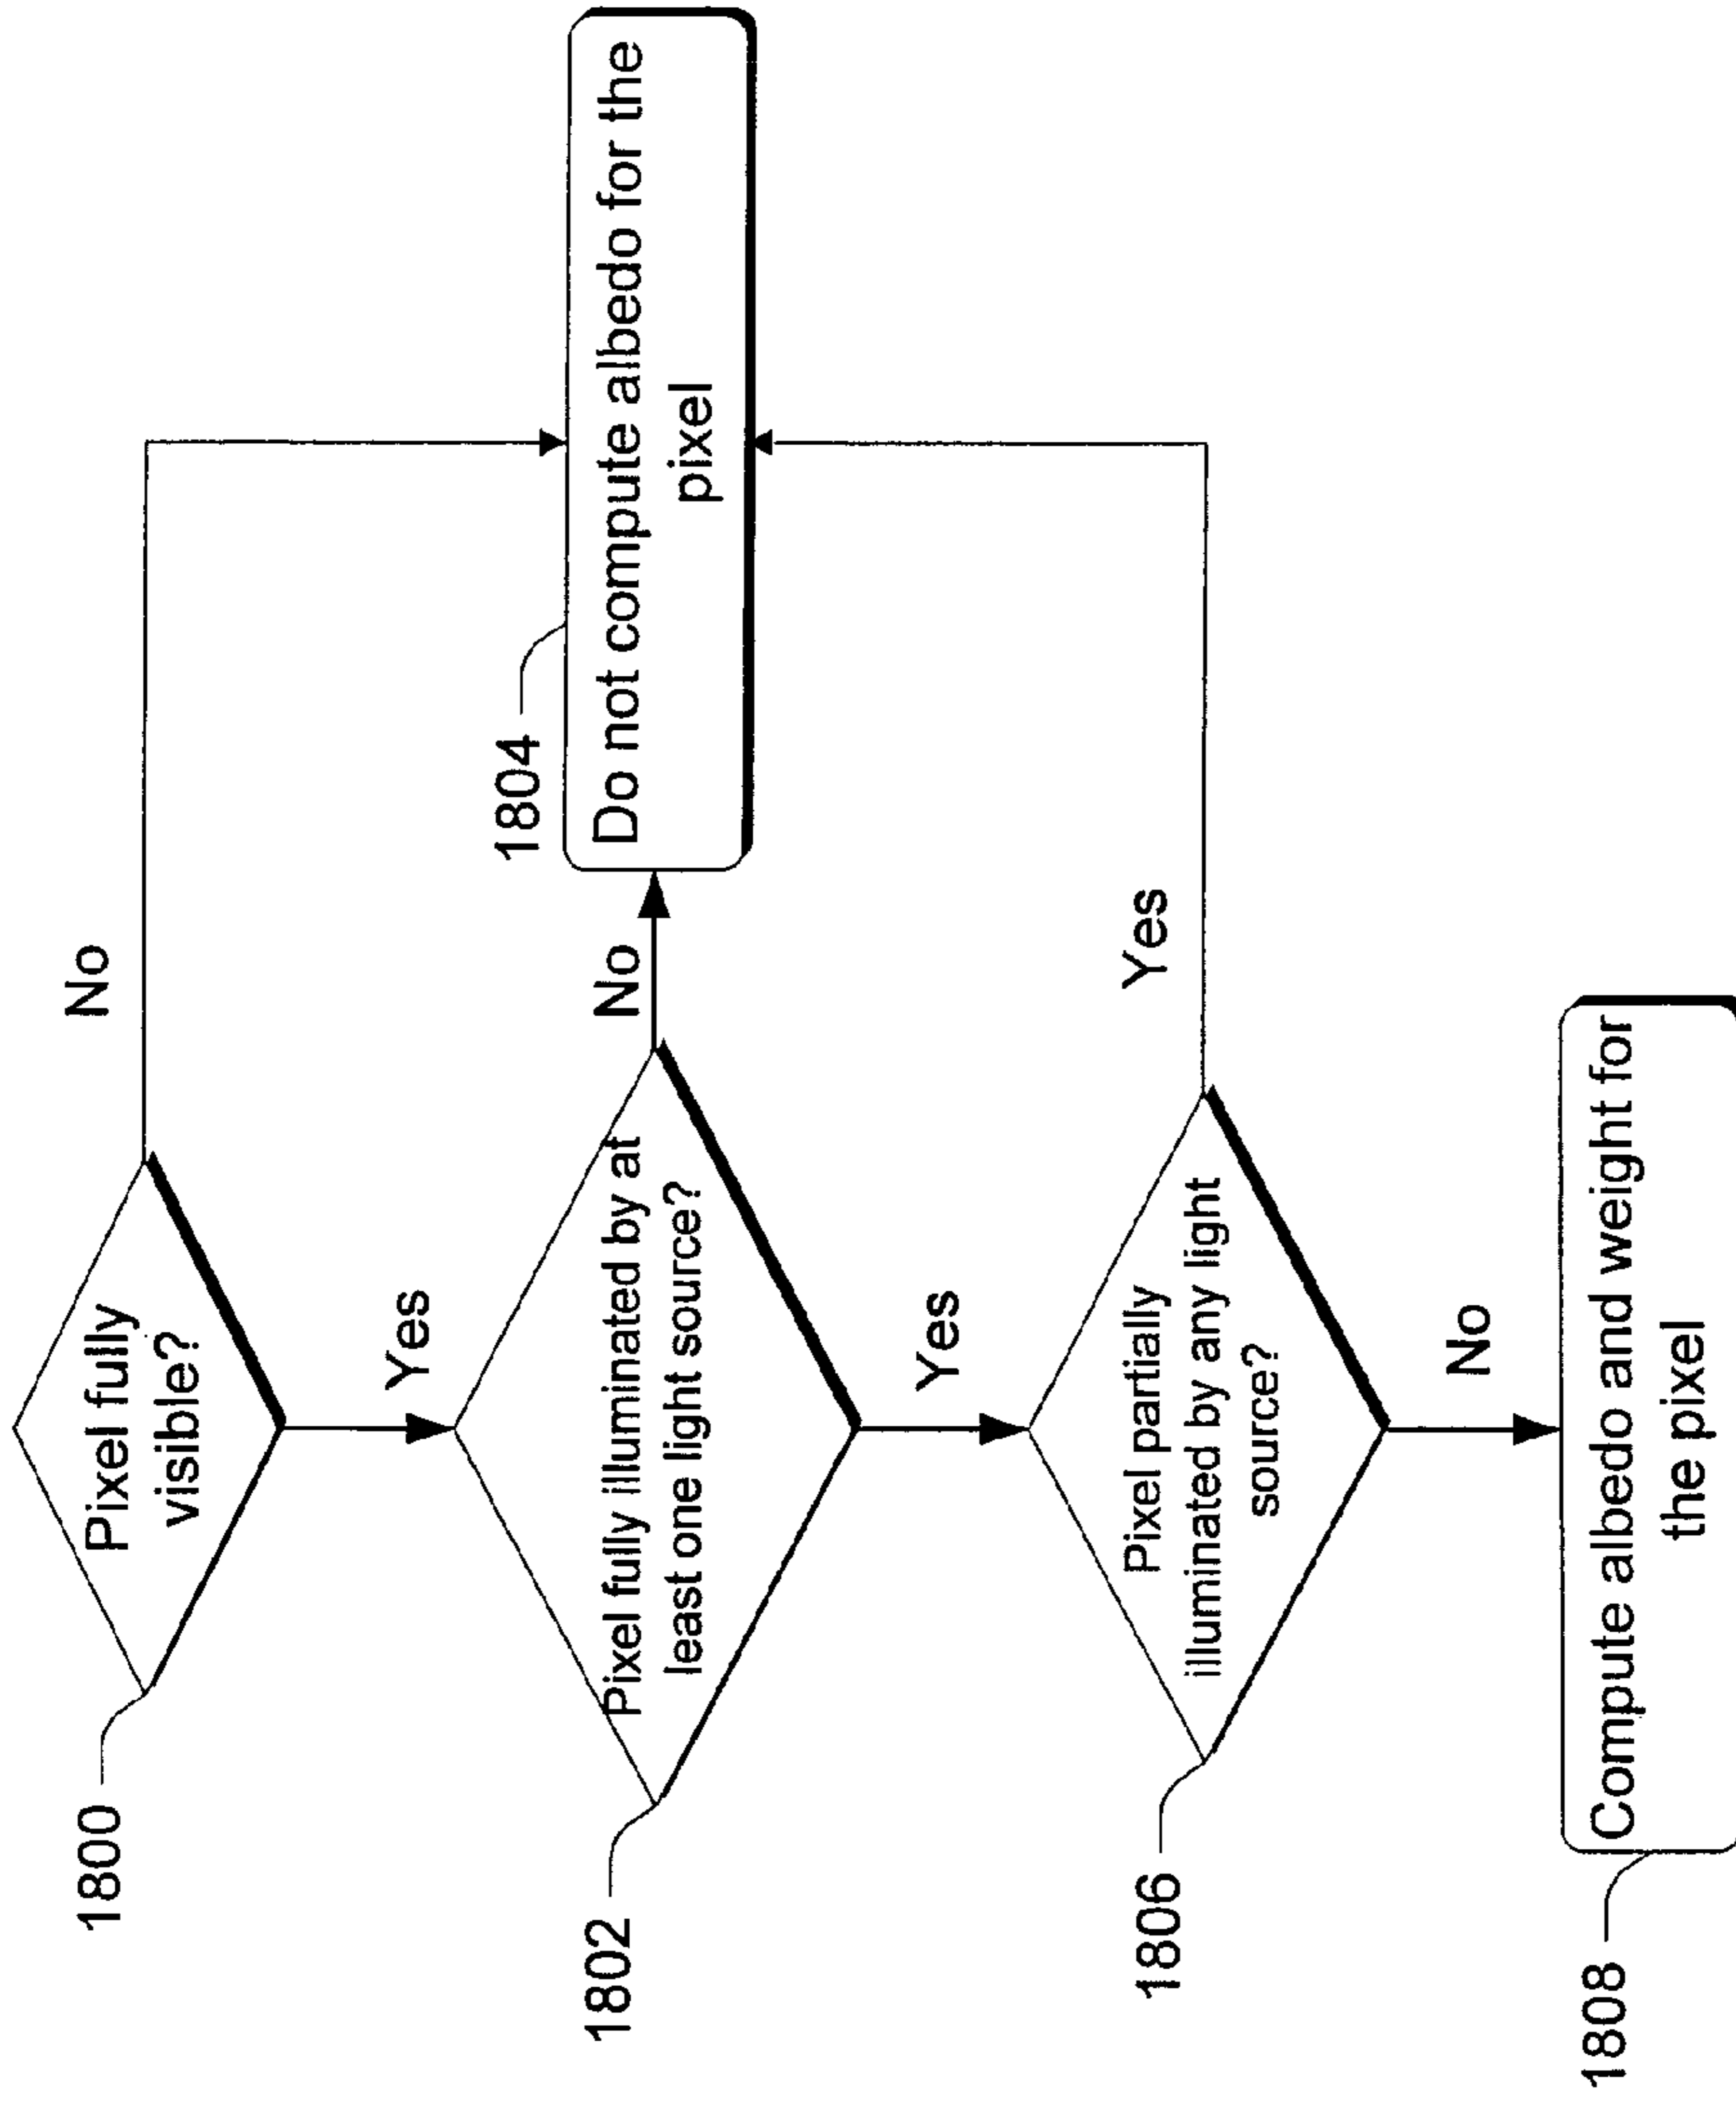 1800
Pixel fully
visible?
No
Yes
1802
Pixel fully illuminated by at
least one light source?
No
1804
Do not compute albedo for the
pixel
Yes
1806
Pixel partially
illuminated by any light
source?
Yes
No
1808
Compute albedo and weight for
the pixel